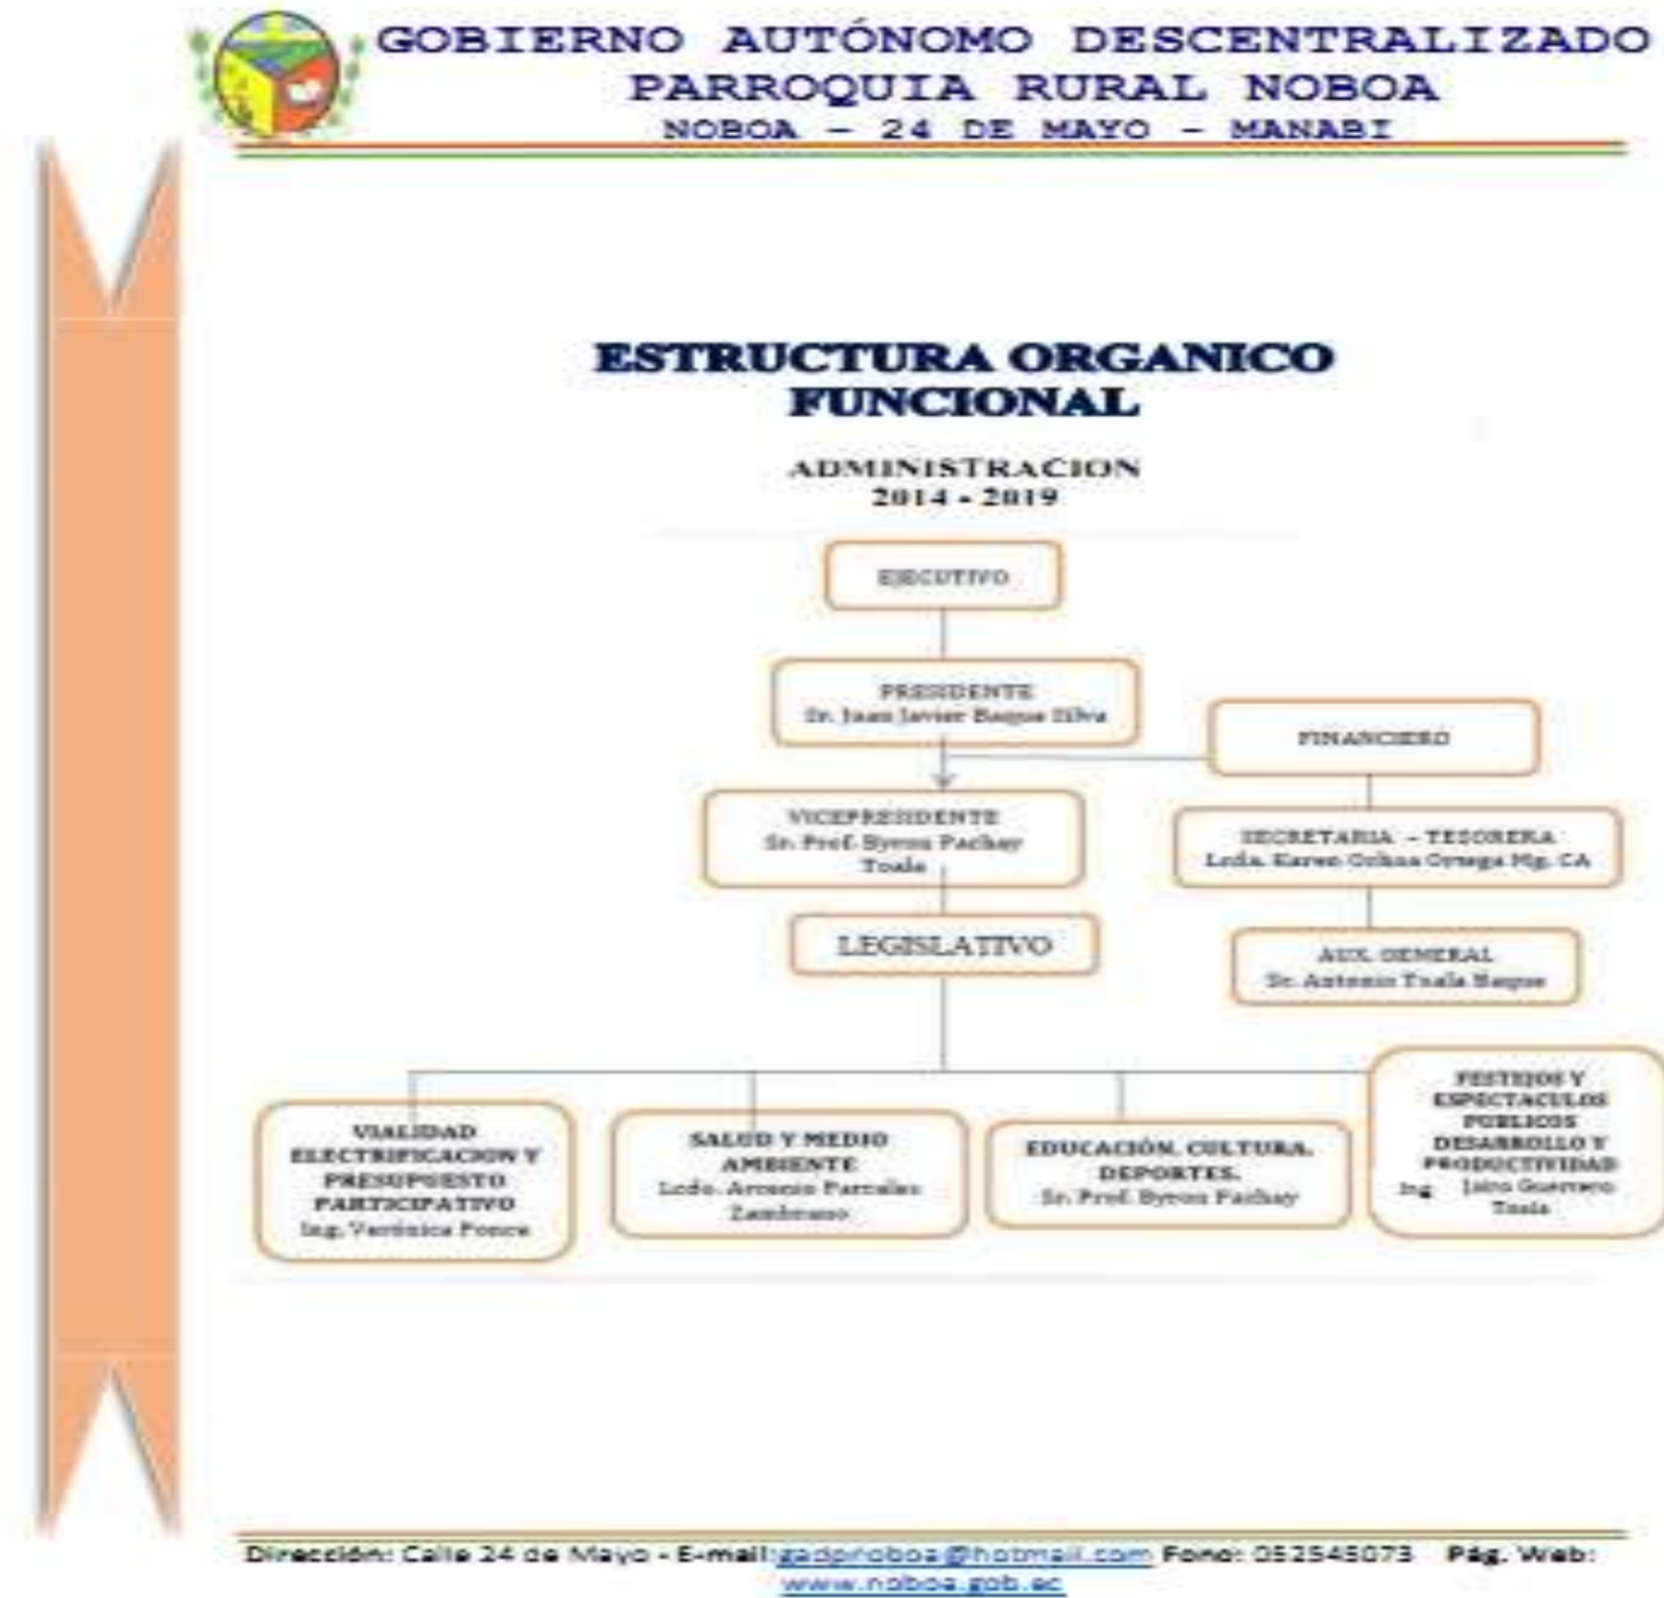 GOBIERNO AUTÓNOMO DESCENTRALIZADO
PARROQUIA RURAL NOBOA
NOBOA - 24 DE MAYO - MANABI
ESTRUCTURA ORGANICO
FUNCIONAL
ADMINISTRACION
2014 - 2019
EJECUTIVO
PRESIDENTE
Sr. Juan Javier Baque Silva
FINANCIERO
VICEPRESIDENTE
Sr. Prof. Byron Pachay
Toala
SECRETARIA - TESORERA
Lcda. Karen Ochoa Ortega Mg. CA
LEGISLATIVO
AUX. GENERAL
Sr. Antonio Toala Baque
VIALIDAD
ELECTRIFICACION Y
PRESUPUESTO
PARTICIPATIVO
Ing. Verónica Ponce
SALUD Y MEDIO
AMBIENTE
Lcdo. Parrales
Zambrano
EDUCACIÓN, CULTURA,
DEPORTES.
Sr. Prof. Byron Pachay
FESTEJOS Y
ESPECTACULOS
PUBLICOS
DESARROLLO Y
PRODUCTIVIDAD
Ing Jairo Guerrero
Toala
Dirección: Calle 24 de Mayo - E-mail:gadpnoboa@hotmail.com Fono: 052545073 Pág. Web:
www.noboa.gob.ec